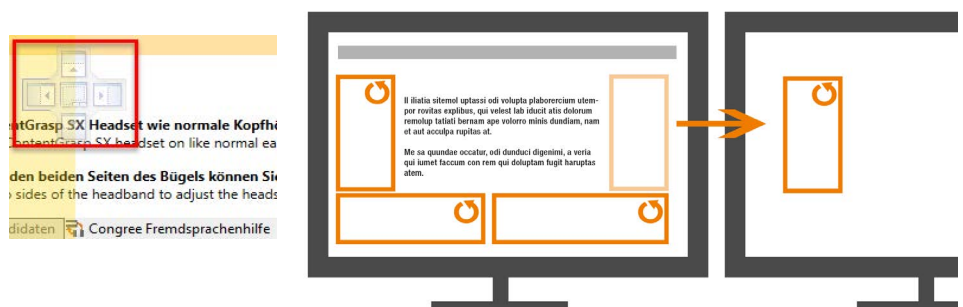 entGrasp SX Headset wie normale Kopfhö
ContentGrasp SX headset on like normal ea
den beiden Seiten des Bügels können Sie
sides of the headband to adjust the heads
didaten Congree Fremdsprachenhilfe
Il iliatia sitemol uptassi odi volupta plaborercium utem-
por rovitas explibus, qui velest lab iducit atis dolorum
remolup tatiati bernam ape volorro minis dundiam, nam
et aut acculpa rupitas at.
Me sa quundae occatur, odi dunduci digenimi, a veria
qui iumet faccum con rem qui doluptam fugit haruptas
atem.